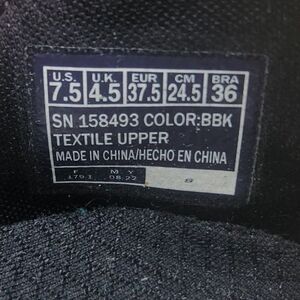 U.S. U.K. EUR CM BRA
7.5 4.5 37.5 24.5 36
SN 158493 COLOR:BBK
TEXTILE UPPER
MADE IN CHINA/HECHO EN CHINA
F M Y
1791 08.22 S